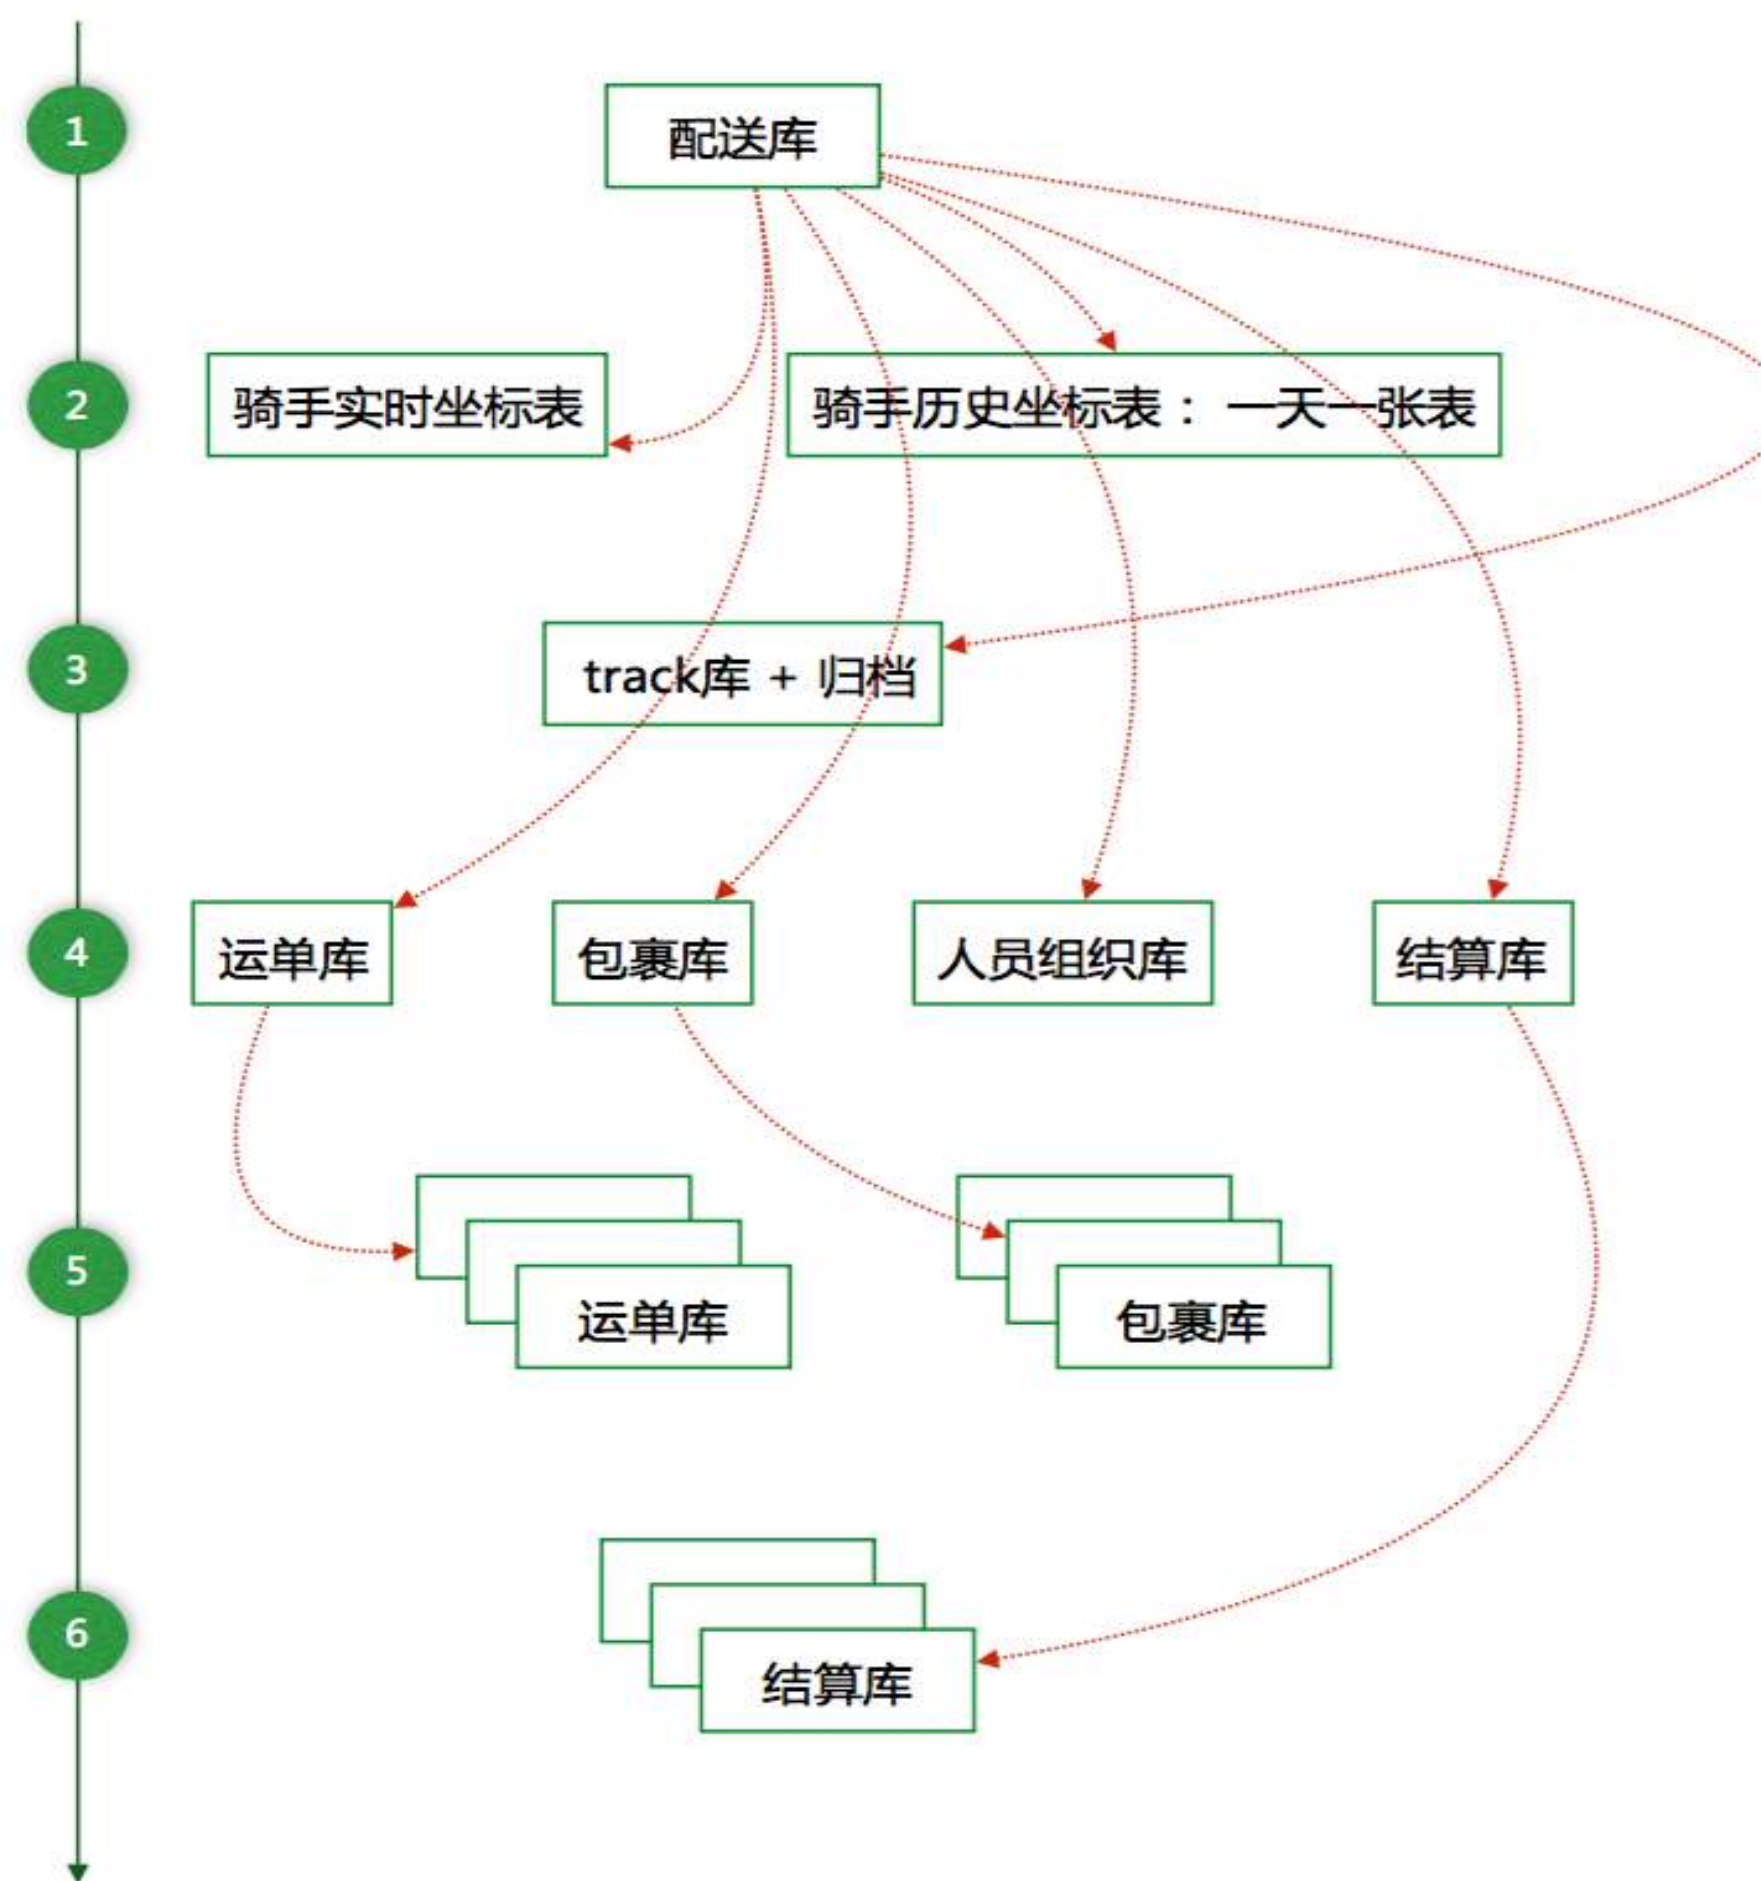 1
配送库
2
骑手实时坐标表
骑手历史坐标表： 一天一张表
3
track库 + 归档
4
运单库
包裹库
人员组织库
结算库
5
运单库
包裹库
6
结算库